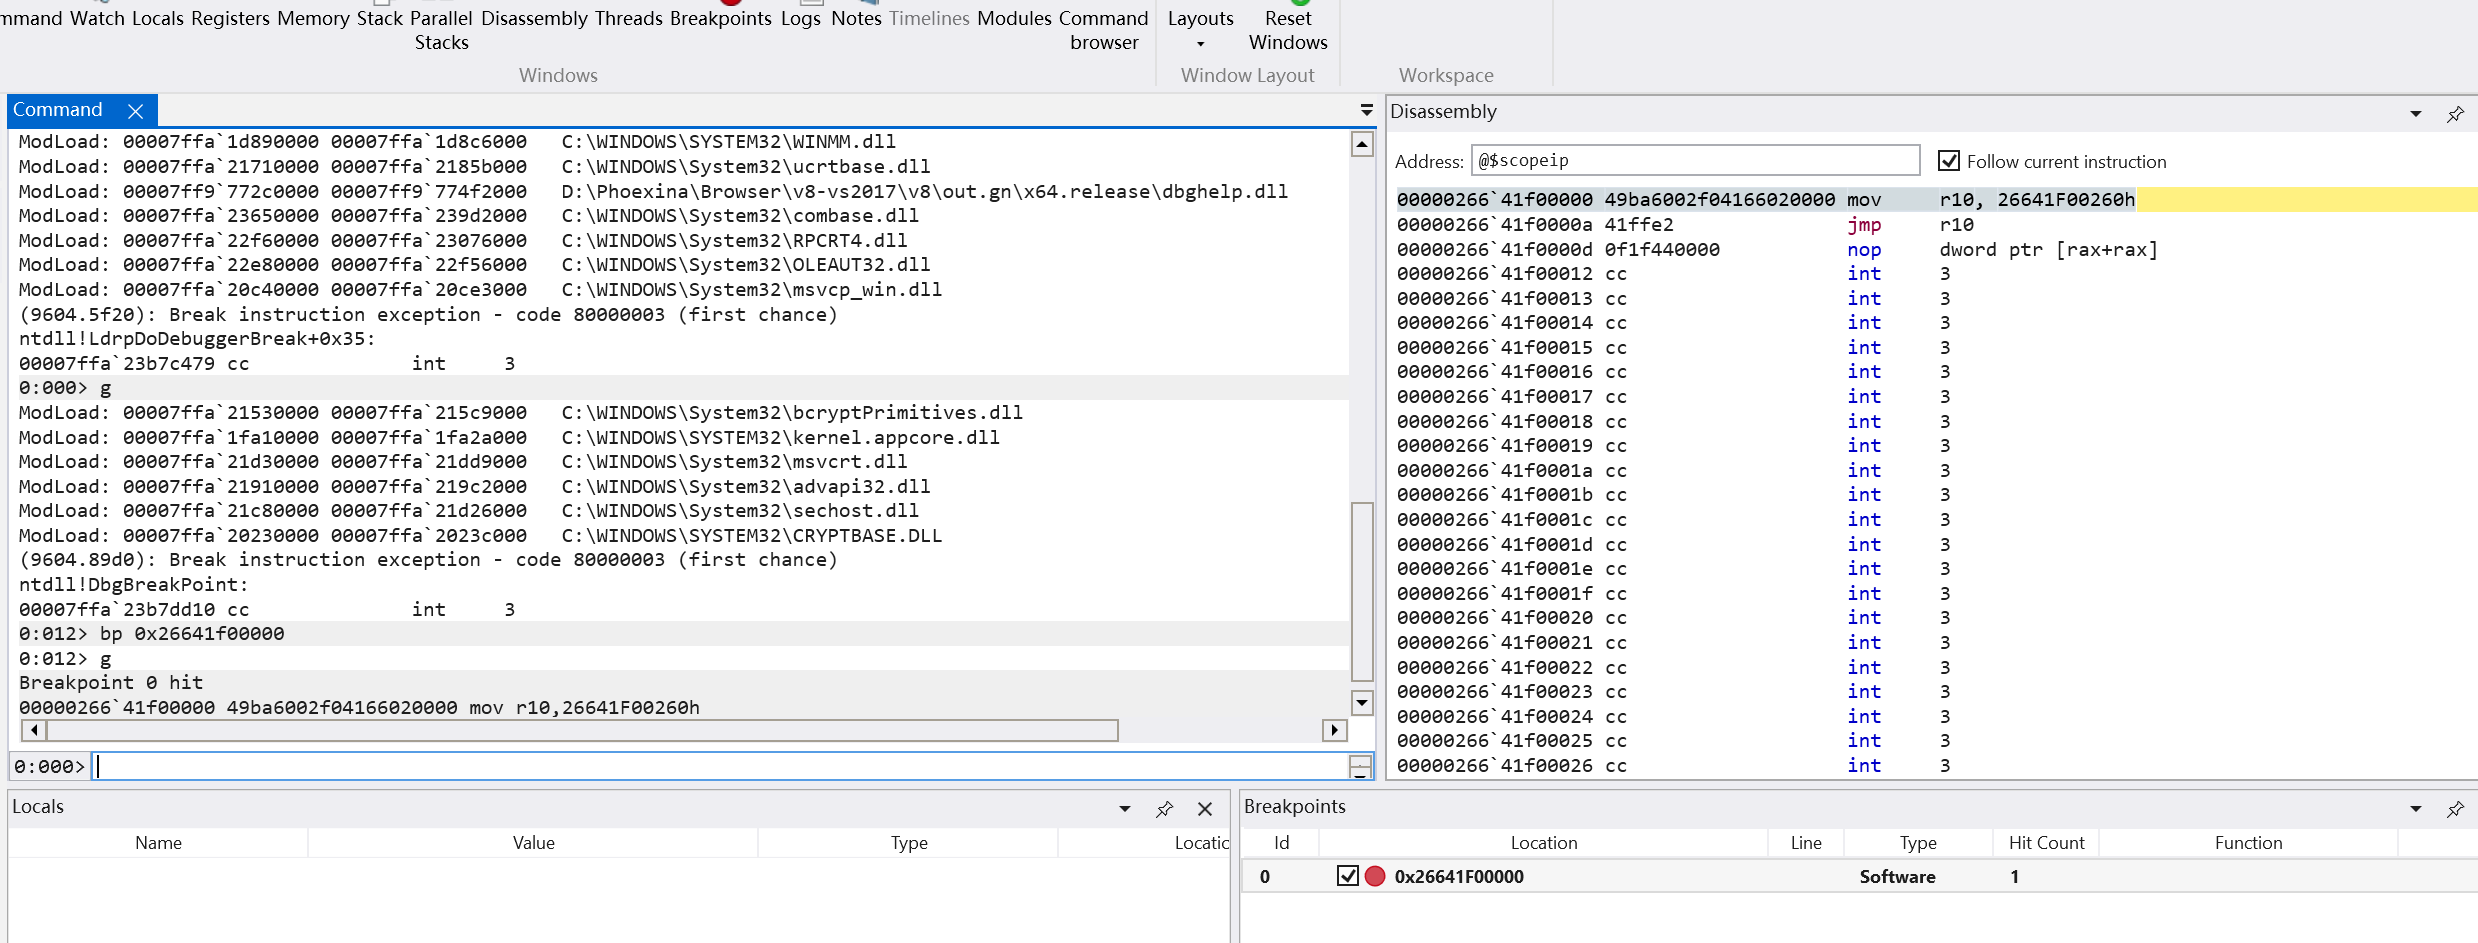 mmand Watch Locals Registers Memory Stack Parallel Stacks Disassembly Threads Breakpoints Logs Notes Timelines Modules Command browser
Windows
Layouts Reset Windows
Window Layout
Workspace
Command
ModLoad: 00007ffa`1d890000 00007ffa`1d8c6000 C:\WINDOWS\SYSTEM32\WINMM.dll
ModLoad: 00007ffa`21710000 00007ffa`2185b000 C:\WINDOWS\System32\ucrtbase.dll
ModLoad: 00007ff9`772c0000 00007ff9`774f2000 D:\Phoexina\Browser\v8-vs2017\v8\out.gn\x64.release\dbghelp.dll
ModLoad: 00007ffa`23650000 00007ffa`239d2000 C:\WINDOWS\System32\combase.dll
ModLoad: 00007ffa`22f60000 00007ffa`23076000 C:\WINDOWS\System32\RPCRT4.dll
ModLoad: 00007ffa`22e80000 00007ffa`22f56000 C:\WINDOWS\System32\OLEAUT32.dll
ModLoad: 00007ffa`20c40000 00007ffa`20ce3000 C:\WINDOWS\System32\msvcp_win.dll
(9604.5f20): Break instruction exception - code 80000003 (first chance)
ntdll!LdrpDoDebuggerBreak+0x35:
00007ffa`23b7c479 cc int 3
0:000> g
ModLoad: 00007ffa`21530000 00007ffa`215c9000 C:\WINDOWS\System32\bcryptPrimitives.dll
ModLoad: 00007ffa`1fa10000 00007ffa`1fa2a000 C:\WINDOWS\SYSTEM32\kernel.appcore.dll
ModLoad: 00007ffa`21d30000 00007ffa`21dd9000 C:\WINDOWS\System32\msvcrt.dll
ModLoad: 00007ffa`21910000 00007ffa`219c2000 C:\WINDOWS\System32\advapi32.dll
ModLoad: 00007ffa`21c80000 00007ffa`21d26000 C:\WINDOWS\System32\sechost.dll
ModLoad: 00007ffa`20230000 00007ffa`2023c000 C:\WINDOWS\SYSTEM32\CRYPTBASE.DLL
(9604.89d0): Break instruction exception - code 80000003 (first chance)
ntdll!DbgBreakPoint:
00007ffa`23b7dd10 cc int 3
0:012> bp 0x26641f00000
0:012> g
Breakpoint 0 hit
00000266`41f00000 49ba6002f04166020000 mov r10,26641F00260h
0:000>
Disassembly
Address: @$scopeip Follow current instruction
00000266`41f00000 49ba6002f04166020000 mov r10, 26641F00260h
00000266`41f0000a 41ffe2 jmp r10
00000266`41f0000d 0f1f440000 nop dword ptr [rax+rax]
00000266`41f00012 cc int 3
00000266`41f00013 cc int 3
00000266`41f00014 cc int 3
00000266`41f00015 cc int 3
00000266`41f00016 cc int 3
00000266`41f00017 cc int 3
00000266`41f00018 cc int 3
00000266`41f00019 cc int 3
00000266`41f0001a cc int 3
00000266`41f0001b cc int 3
00000266`41f0001c cc int 3
00000266`41f0001d cc int 3
00000266`41f0001e cc int 3
00000266`41f0001f cc int 3
00000266`41f00020 cc int 3
00000266`41f00021 cc int 3
00000266`41f00022 cc int 3
00000266`41f00023 cc int 3
00000266`41f00024 cc int 3
00000266`41f00025 cc int 3
00000266`41f00026 cc int 3
Locals
Name Value Type Locatic
Breakpoints
Id Location Line Type Hit Count Function
0 0x26641F00000 Software 1